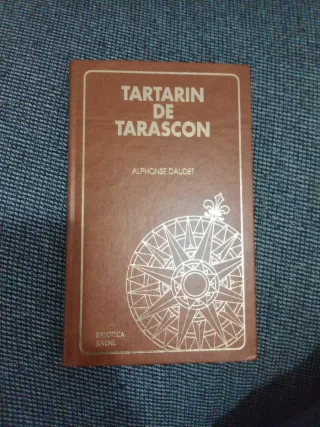 TARTARIN
DE
TARASCON
ALPHONSE DAUDET
BIBLIOTECA
JUVENIL